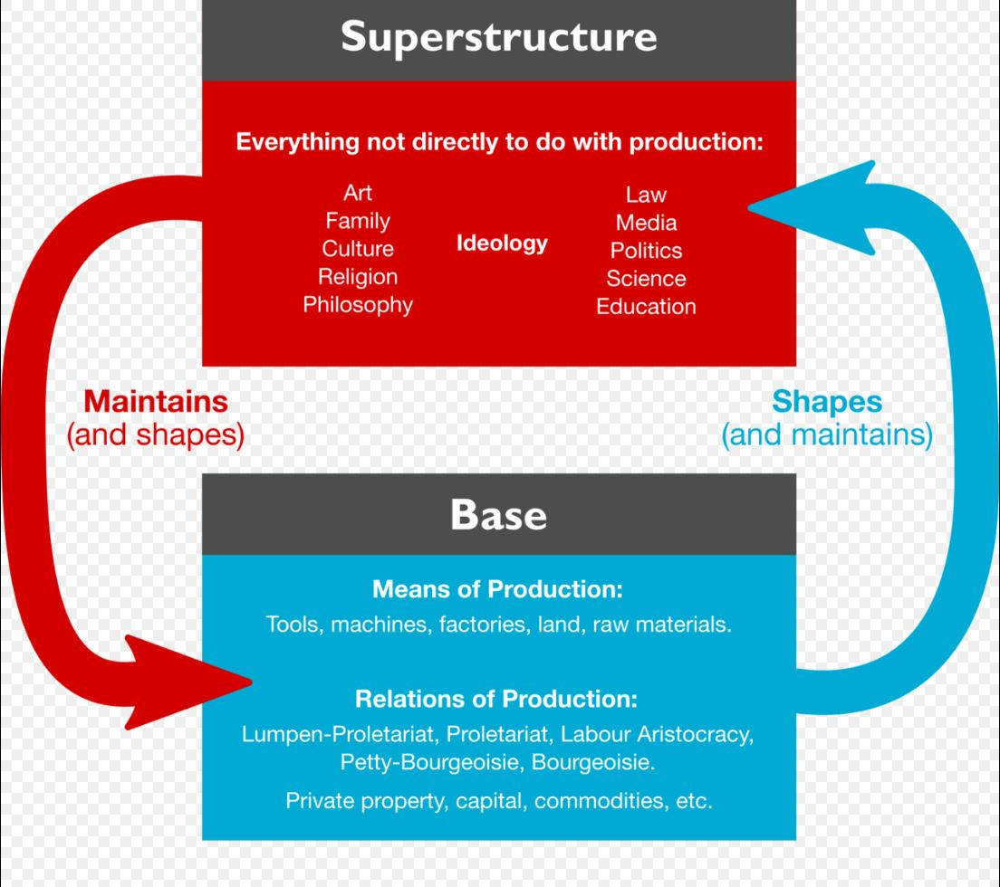 Superstructure
Everything not directly to do with production:
Art
Family
Culture
Religion
Philosophy
Ideology
Law
Media
Politics
Science
Education
Maintains
(and shapes)
Shapes
(and maintains)
Base
Means of Production:
Tools, machines, factories, land, raw materials.
Relations of Production:
Lumpen-Proletariat, Proletariat, Labour Aristocracy,
Petty-Bourgeoisie, Bourgeoisie.
Private property, capital, commodities, etc.